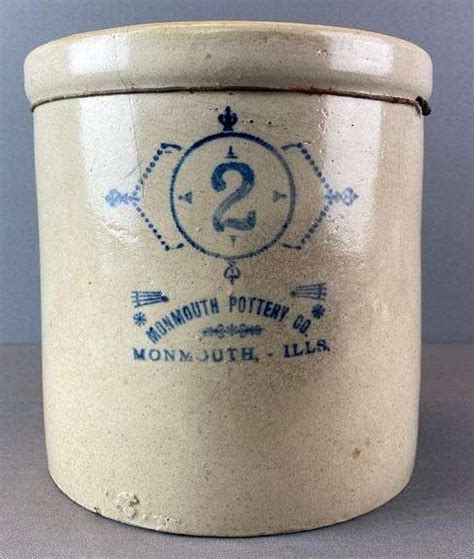 2
MONMOUTH POTTERY CO.
MONMOUTH, - ILLS.